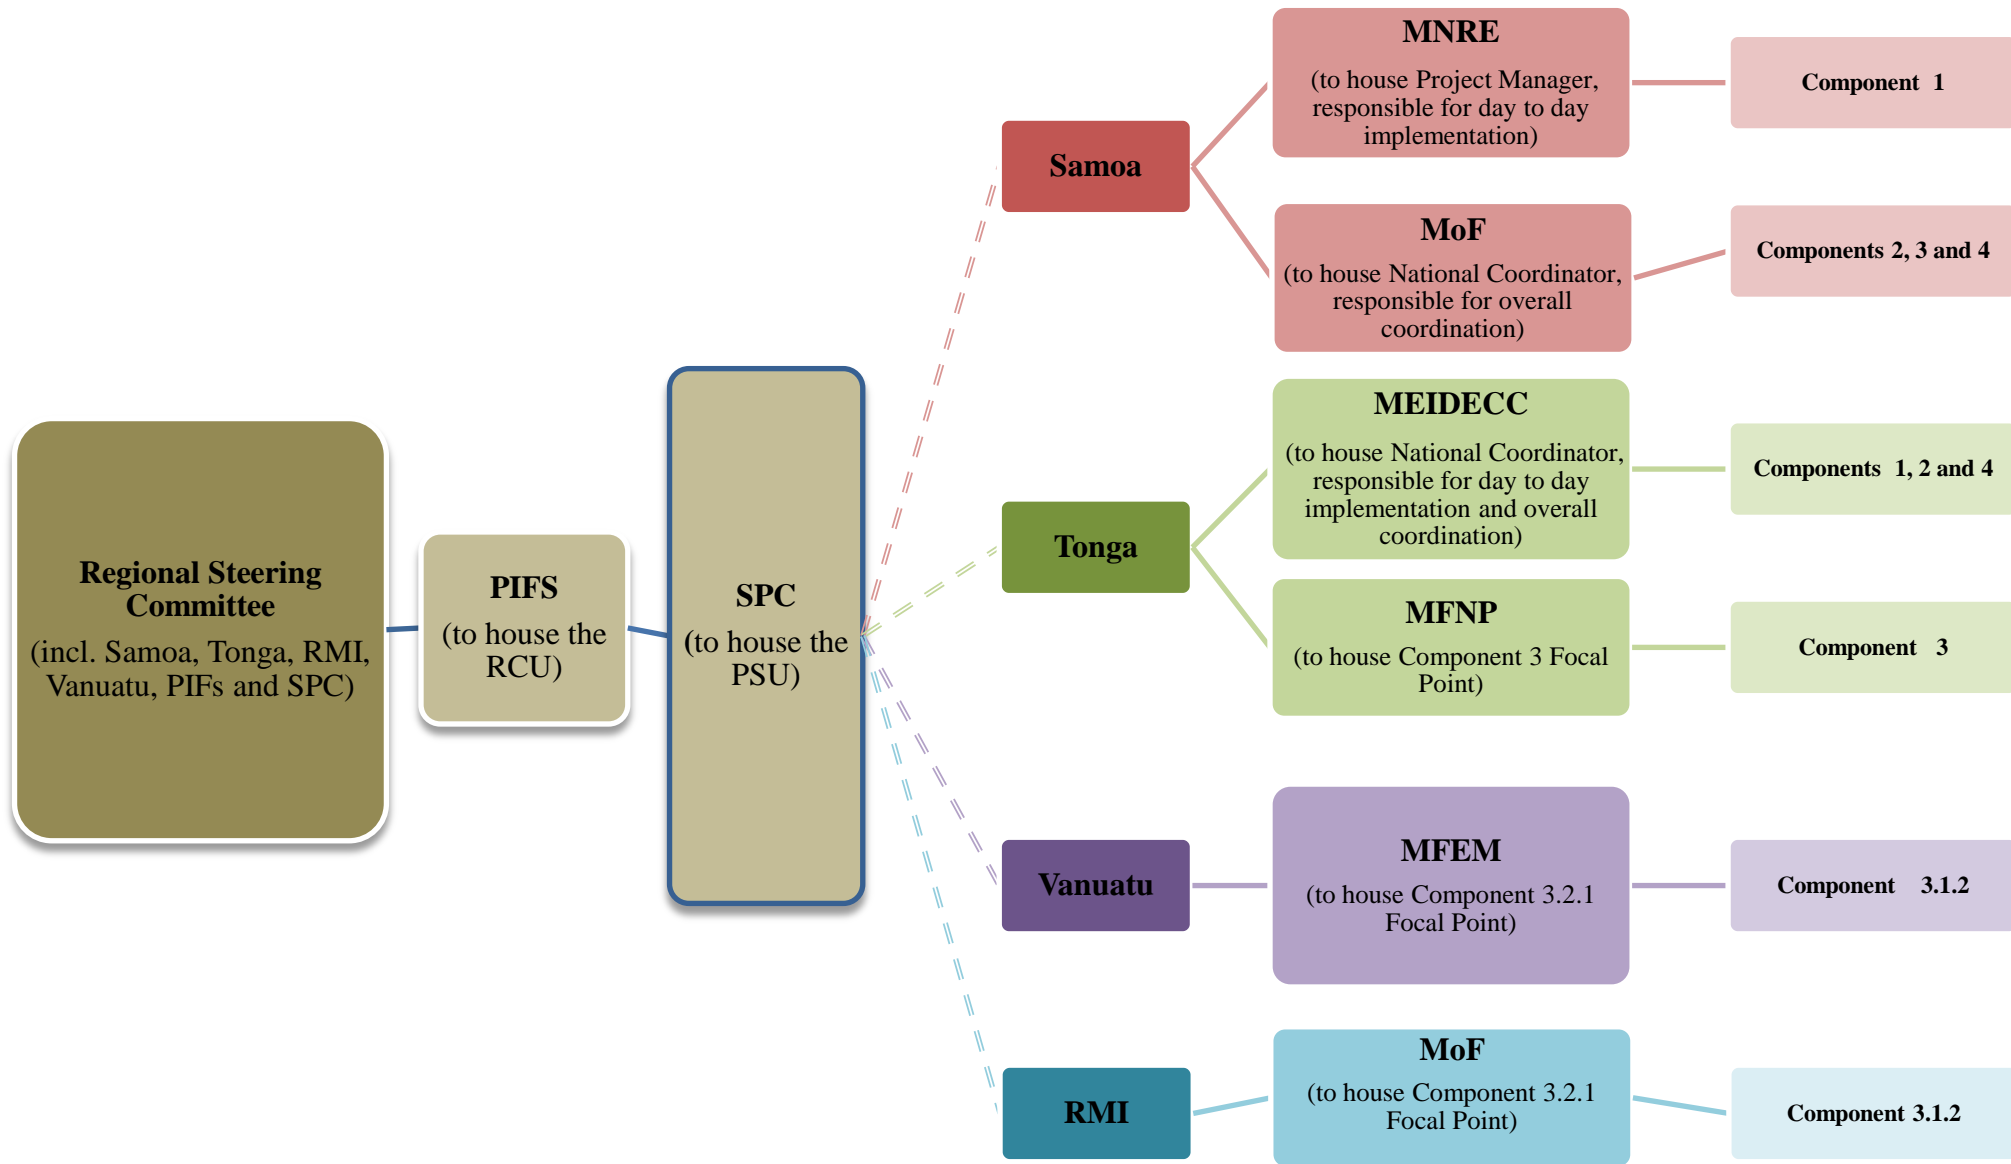 Regional Steering
Committee
(incl. Samoa, Tonga, RMI,
Vanuatu, PIFs and SPC)
PIFS
(to house the
RCU)
SPC
(to house the
PSU)
Samoa
MNRE
(to house Project Manager,
responsible for day to day
implementation)
Component 1
MoF
(to house National Coordinator,
responsible for overall
coordination)
Components 2, 3 and 4
Tonga
MEIDECC
(to house National Coordinator,
responsible for day to day
implementation and overall
coordination)
Components 1, 2 and 4
MFNP
(to house Component 3 Focal
Point)
Component 3
Vanuatu
MFEM
(to house Component 3.2.1
Focal Point)
Component 3.1.2
RMI
MoF
(to house Component 3.2.1
Focal Point)
Component 3.1.2